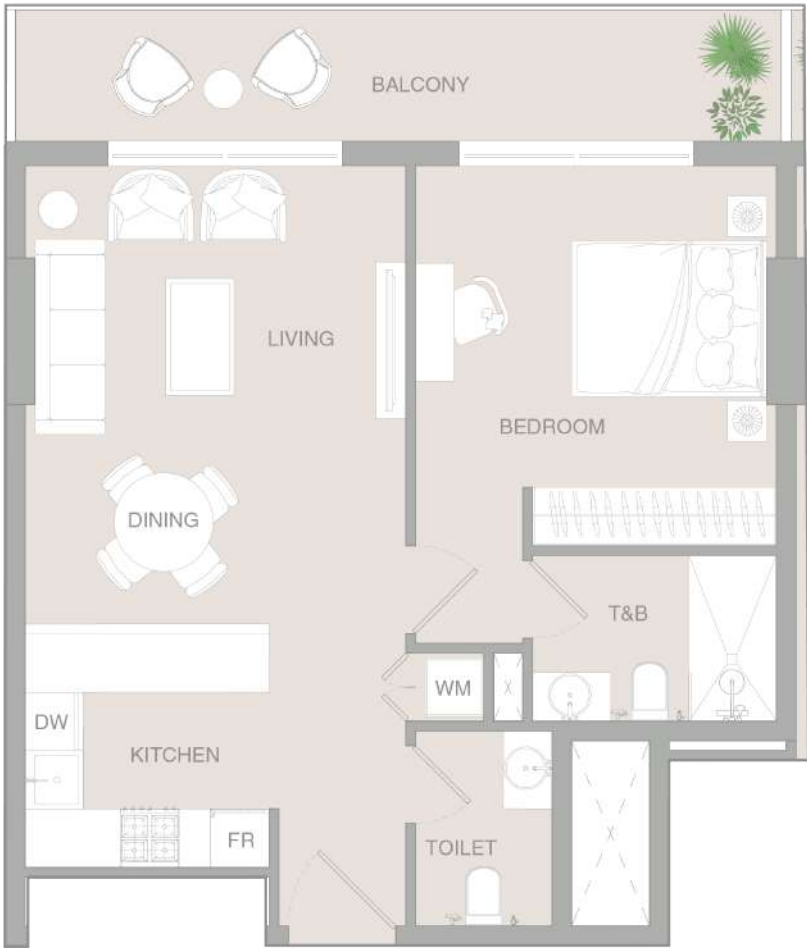 BALCONY
LIVING
BEDROOM
DINING
T&B
WM
DW
KITCHEN
FR
TOILET